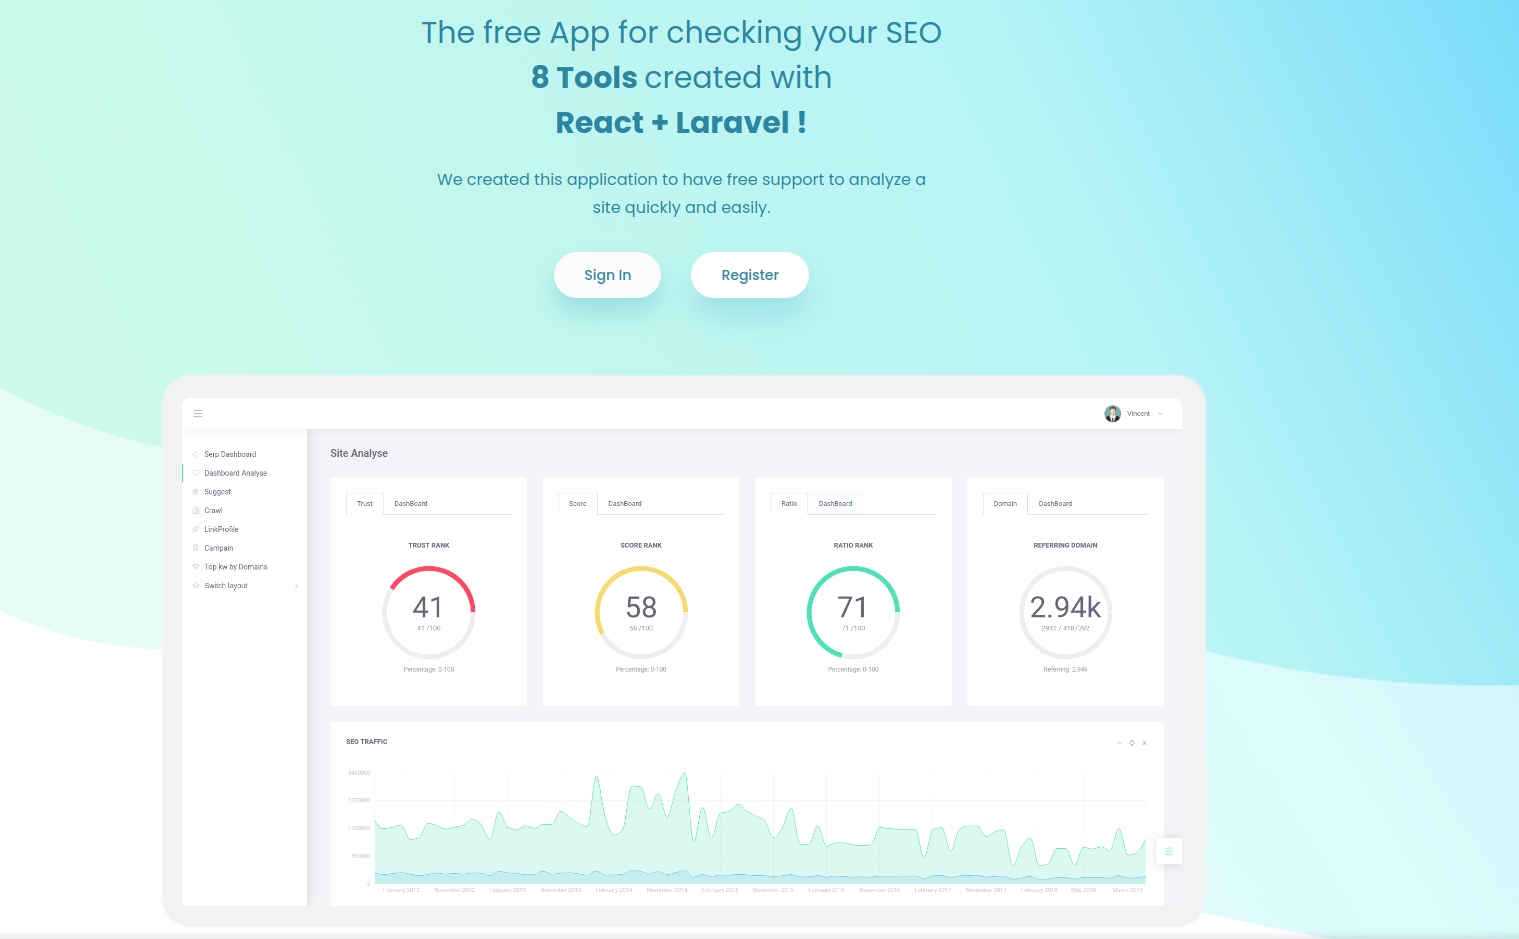 The free App for checking your SEO
8 Tools created with
React + Laravel !
We created this application to have free support to analyze a
site quickly and easily.
Sign In Register
Vincent
Serp Dashboard
Dashboard Analyse
Suggest
Crawl
LinkProfile
Campain
Top kw by Domains
Switch layout
Site Analyse
Trust DashBoard
TRUST RANK
41
41 /100
Percentage: 0-100
Score DashBoard
SCORE RANK
58
58 /100
Percentage: 0-100
Ratio DashBoard
RATIO RANK
71
71 /100
Percentage: 0-100
Domain DashBoard
REFERRING DOMAIN
2.94k
2942 / 4187392
Referring: 2.94k
SEO TRAFFIC
3400000
2550000
1700000
850000
0
February 2012 November 2012 February 2013 November 2013 February 2014 November 2014 February 2015 November 2015 February 2016 November 2016 February 2017 November 2017 February 2018 May 2018 March 2019